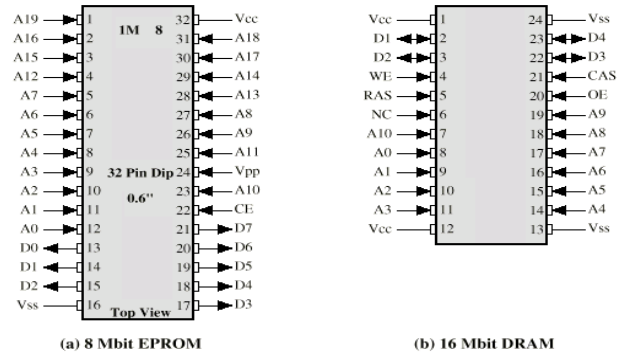 A19 1 32 Vcc
A16 2 1M 8 31 A18
A15 3 30 A17
A12 4 29 A14
A7 5 28 A13
A6 6 27 A8
A5 7 26 A9
A4 8 25 A11
A3 9 32 Pin Dip 24 Vpp
A2 10 23 A10
0.6"
A1 11 22 CE
A0 12 21 D7
D0 13 20 D6
D1 14 19 D5
D2 15 18 D4
Vss 16 Top View 17 D3
(a) 8 Mbit EPROM
Vcc 1 24 Vss
D1 2 23 D4
D2 3 22 D3
WE 4 21 CAS
RAS 5 20 OE
NC 6 19 A9
A10 7 18 A8
A0 8 17 A7
A1 9 16 A6
A2 10 15 A5
A3 11 14 A4
Vcc 12 13 Vss
(b) 16 Mbit DRAM